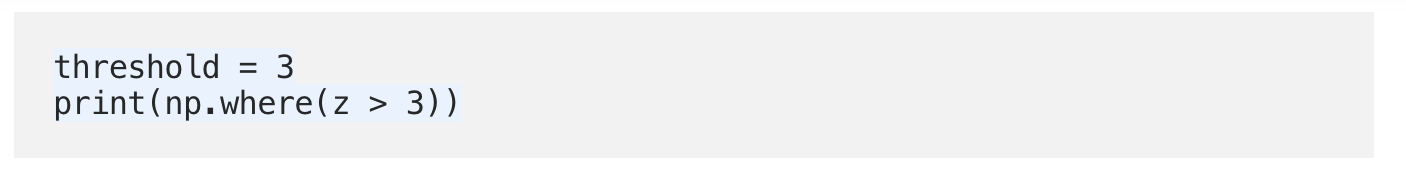 threshold = 3
print(np.where(z > 3))